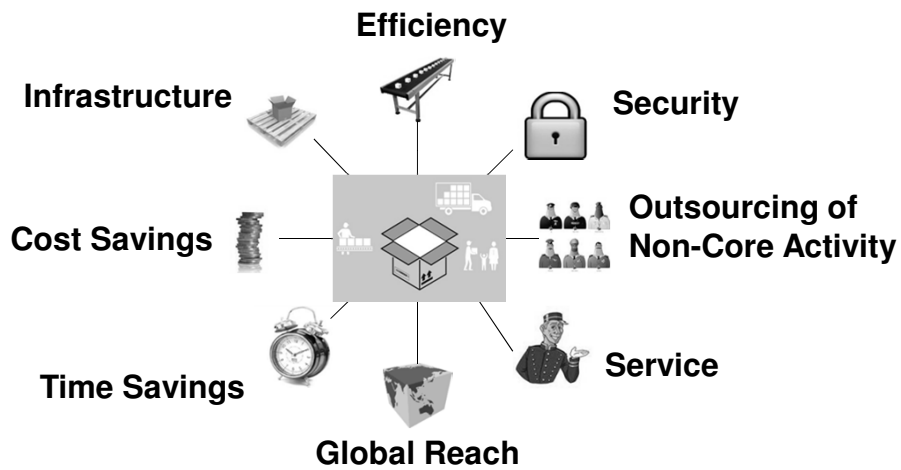 Efficiency
Infrastructure
Security
Cost Savings
Outsourcing of
Non-Core Activity
Time Savings
Service
Global Reach